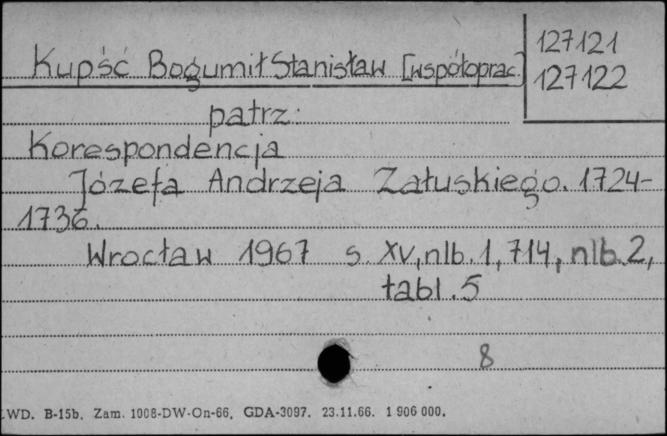 Kupść Bogumił Stanisław [współoprac.]
127121
127122
patrz:
Korespondencja
Józefa Andrzeja Załuskiego. 1724-
1736.
Wrocław 1967 s. XV, nlb. 1, 714, nlb. 2,
tabl. 5
8
WD. B-15b. Zam. 1008-DW-On-66. GDA-3097. 23.11.66. 1 906 000.